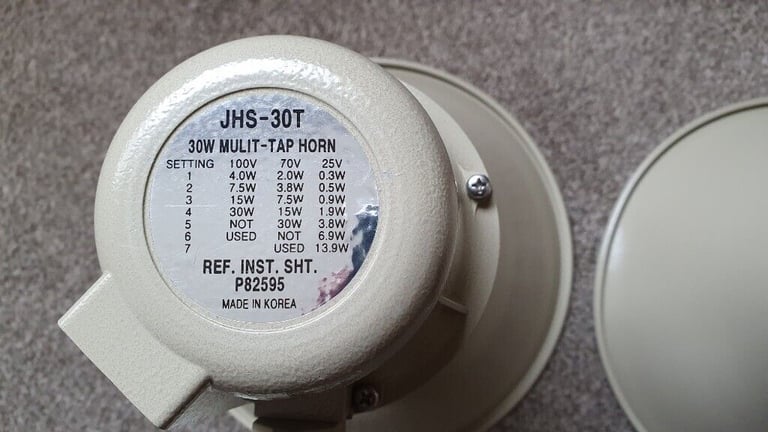 JHS-30T
30W MULIT-TAP HORN
SETTING 100V 70V 25V
1 4.0W 2.0W 0.3W
2 7.5W 3.8W 0.5W
3 15W 7.5W 0.9W
4 30W 15W 1.9W
5 NOT 30W 3.8W
6 USED NOT 6.9W
7 USED 13.9W
REF. INST. SHT.
P82595
MADE IN KOREA